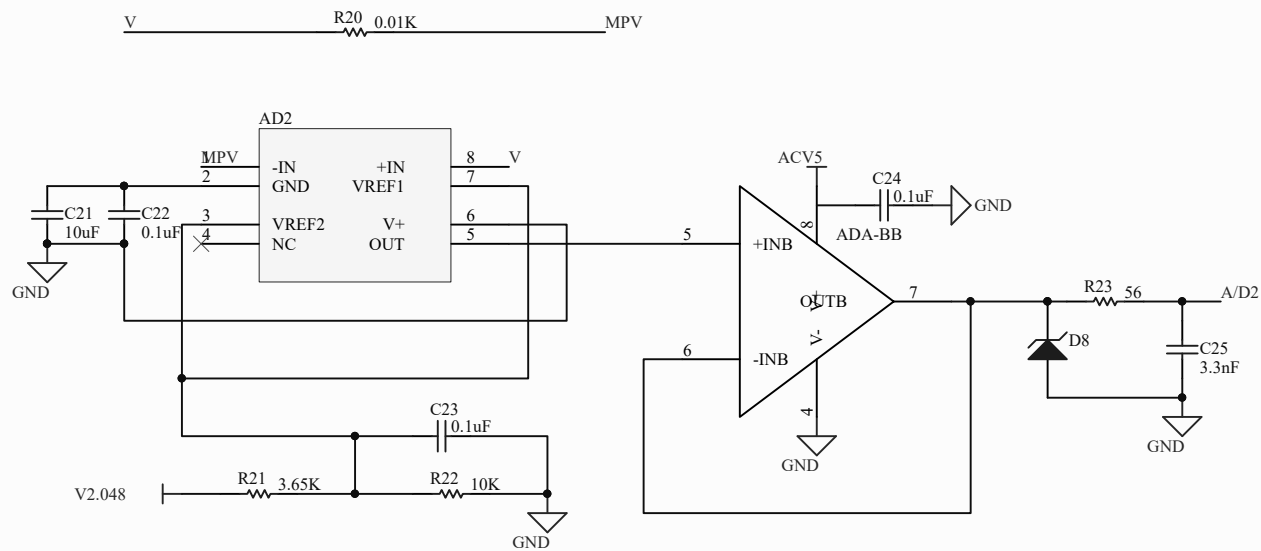 V R20 0.01K MPV
AD2
1 MPV -IN +IN 8 V
2 GND VREF1 7
3 VREF2 V+ 6
4 NC OUT 5
C21 10uF
C22 0.1uF
GND
ACV5
C24 0.1uF
GND
8 ADA-BB
5 +INB
OUTB 7
V+
V-
6 -INB
4
GND
R23 56 A/D2
D8
C25
3.3nF
GND
C23
0.1uF
V2.048 R21 3.65K R22 10K
GND